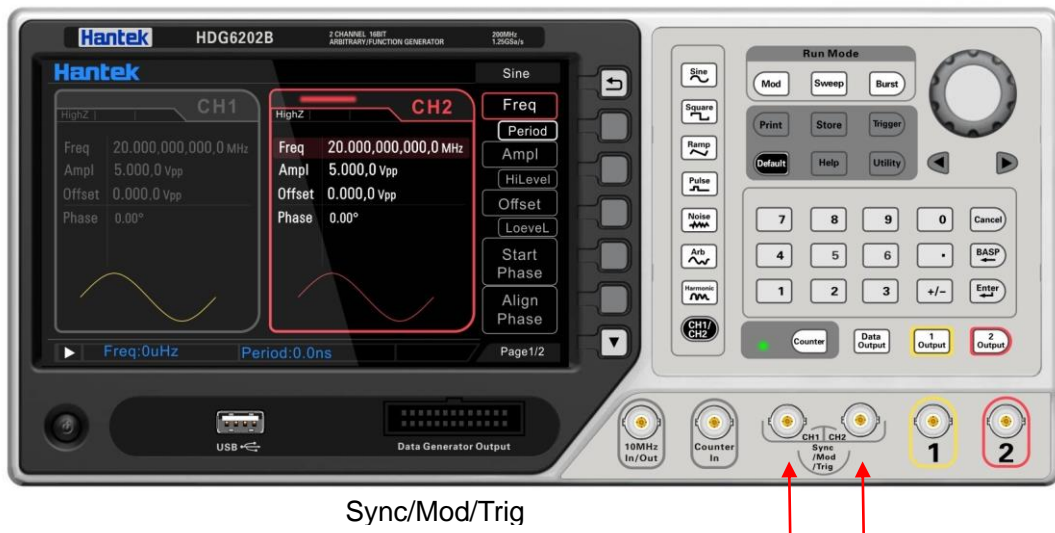 Hantek HDG6202B 2 CHANNEL 16BIT 200MHz
ARBITRARY/FUNCTION GENERATOR 1.25GSa/s
Hantek
Sine
CH1
HighZ
Freq 20.000,000,000,0 MHz
Ampl 5.000,0 Vpp
Offset 0.000,0 Vpp
Phase 0.00°
CH2
HighZ
Freq 20.000,000,000,0 MHz
Ampl 5.000,0 Vpp
Offset 0.000,0 Vpp
Phase 0.00°
Freq
Period
Ampl
HiLevel
Offset
LoeveL
Start
Phase
Align
Phase
Freq:0uHz Period:0.0ns Page1/2
Sine
Square
Ramp
Pulse
Noise
Arb
Harmonic
CH1/
CH2
Run Mode
Mod Sweep Burst
Print Store Trigger
Default Help Utility
7 8 9 0 Cancel
4 5 6 . BASP
1 2 3 +/- Enter
Counter
Data
Output
1
Output
2
Output
USB
Data Generator Output
10MHz
In/Out
Counter
In
CH1 CH2
Sync
/Mod
/Trig
1
2
Sync/Mod/Trig